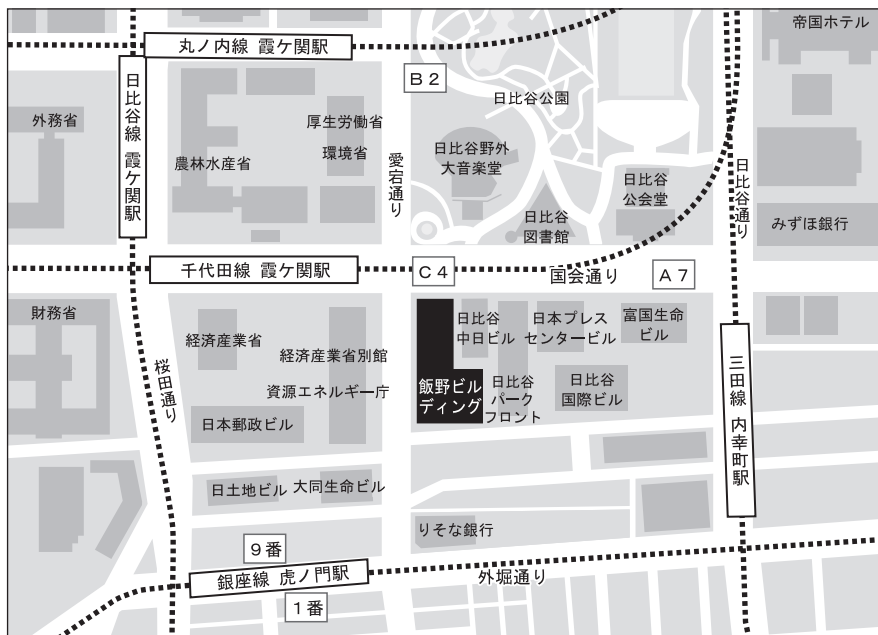 帝国ホテル
丸ノ内線 霞ケ関駅
日比谷線 霞ケ関駅
B2
日比谷公園
外務省
厚生労働省
環境省
農林水産省
愛宕通り
日比谷野外
大音楽堂
日比谷
公会堂
日比谷通り
日比谷
図書館
みずほ銀行
千代田線 霞ケ関駅
C4
国会通り
A7
財務省
経済産業省
経済産業省別館
資源エネルギー庁
桜田通り
日本郵政ビル
日比谷
中日ビル
日本プレス
センタービル
富国生命
ビル
飯野ビル
ディング
日比谷
パーク
フロント
日比谷
国際ビル
三田線 内幸町駅
日土地ビル
大同生命ビル
りそな銀行
9番
銀座線 虎ノ門駅
外堀通り
1番